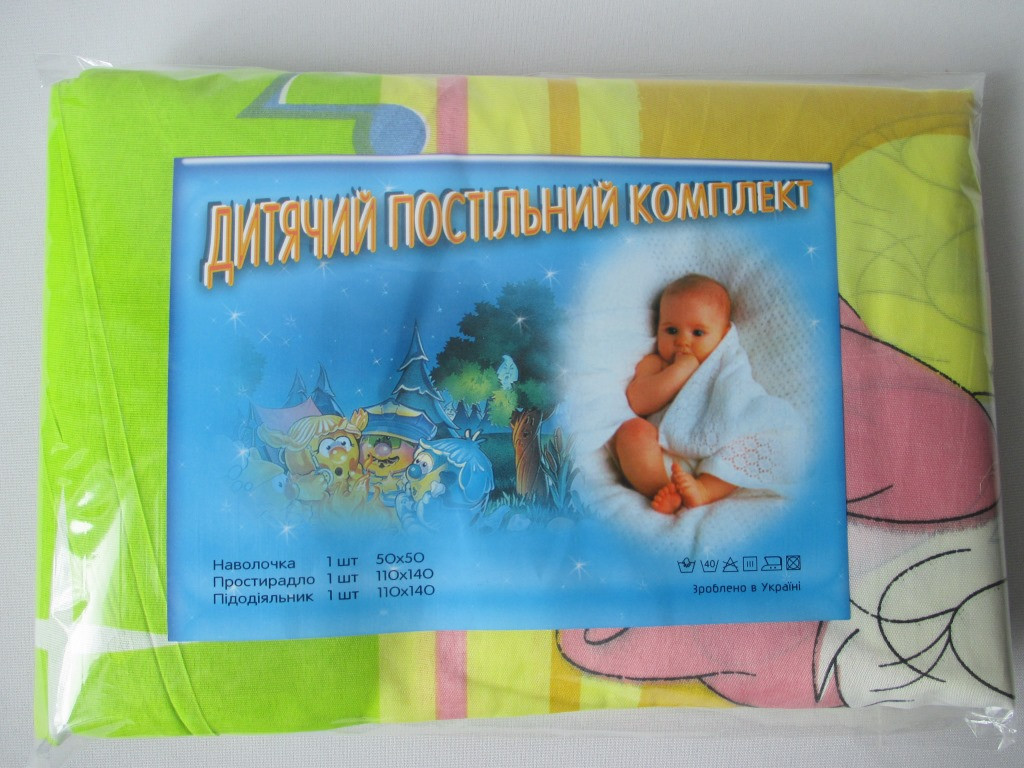 ДИТЯЧИЙ ПОСТІЛЬНИЙ КОМПЛЕКТ
Наволочка 1 шт 50х50
Простирадло 1 шт 110х140
Підодіяльник 1 шт 110х140
40
Зроблено в Україні